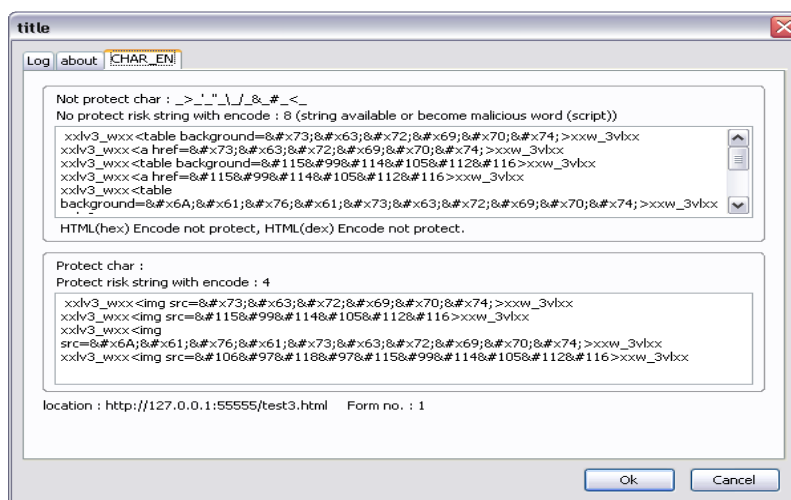 title
Log about CHAR_EN
Not protect char : _>_'_"_\_/_&_#_<_
No protect risk string with encode : 8 (string available or become malicious word (script))
xxlv3_wxx<table background=&#x73;&#x63;&#x72;&#x69;&#x70;&#x74;>xxw_3vlxx
xxlv3_wxx<a href=&#x73;&#x63;&#x72;&#x69;&#x70;&#x74;>xxw_3vlxx
xxlv3_wxx<table background=&#115&#99&#114&#105&#112&#116>xxw_3vlxx
xxlv3_wxx<a href=&#115&#99&#114&#105&#112&#116>xxw_3vlxx
xxlv3_wxx<table
background=&#x6A;&#x61;&#x76;&#x61;&#x73;&#x63;&#x72;&#x69;&#x70;&#x74;>xxw_3vlxx
HTML(hex) Encode not protect, HTML(dex) Encode not protect.
Protect char :
Protect risk string with encode : 4
xxlv3_wxx<img src=&#x73;&#x63;&#x72;&#x69;&#x70;&#x74;>xxw_3vlxx
xxlv3_wxx<img src=&#115&#99&#114&#105&#112&#116>xxw_3vlxx
xxlv3_wxx<img
src=&#x6A;&#x61;&#x76;&#x61;&#x73;&#x63;&#x72;&#x69;&#x70;&#x74;>xxw_3vlxx
xxlv3_wxx<img src=&#106&#97&#118&#97&#115&#99&#114&#105&#112&#116>xxw_3vlxx
location : http://127.0.0.1:55555/test3.html Form no. : 1
Ok Cancel